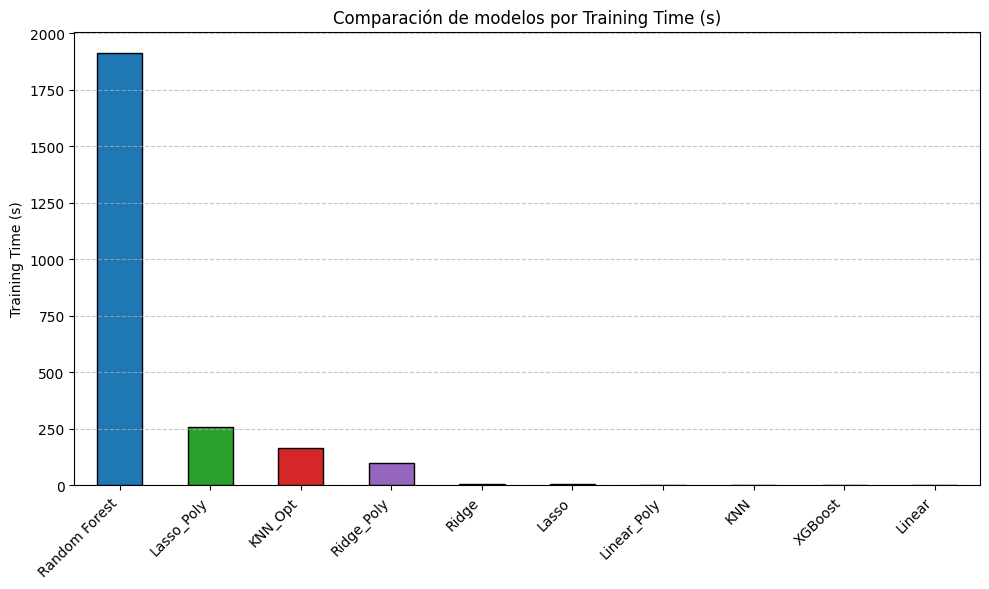 Comparación de modelos por Training Time (s)
Training Time (s)
2000
1750
1500
1250
1000
750
500
250
0
Random Forest
Lasso_Poly
KNN_Opt
Ridge_Poly
Ridge
Lasso
Linear_Poly
KNN
XGBoost
Linear